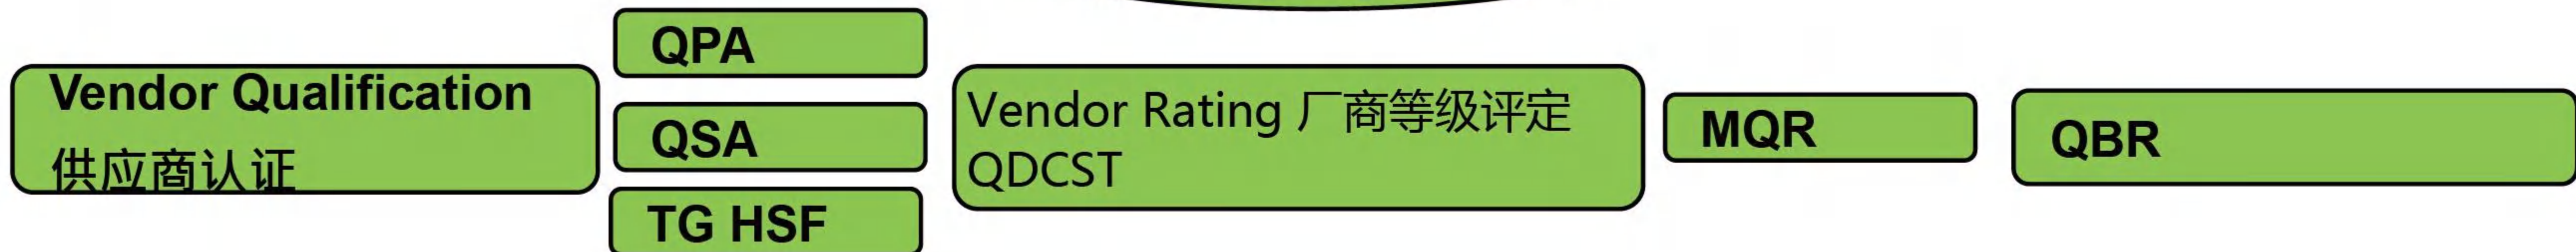 Vendor Qualification
供应商认证
QPA
QSA
TG HSF
Vendor Rating 厂商等级评定
QDCST
MQR
QBR